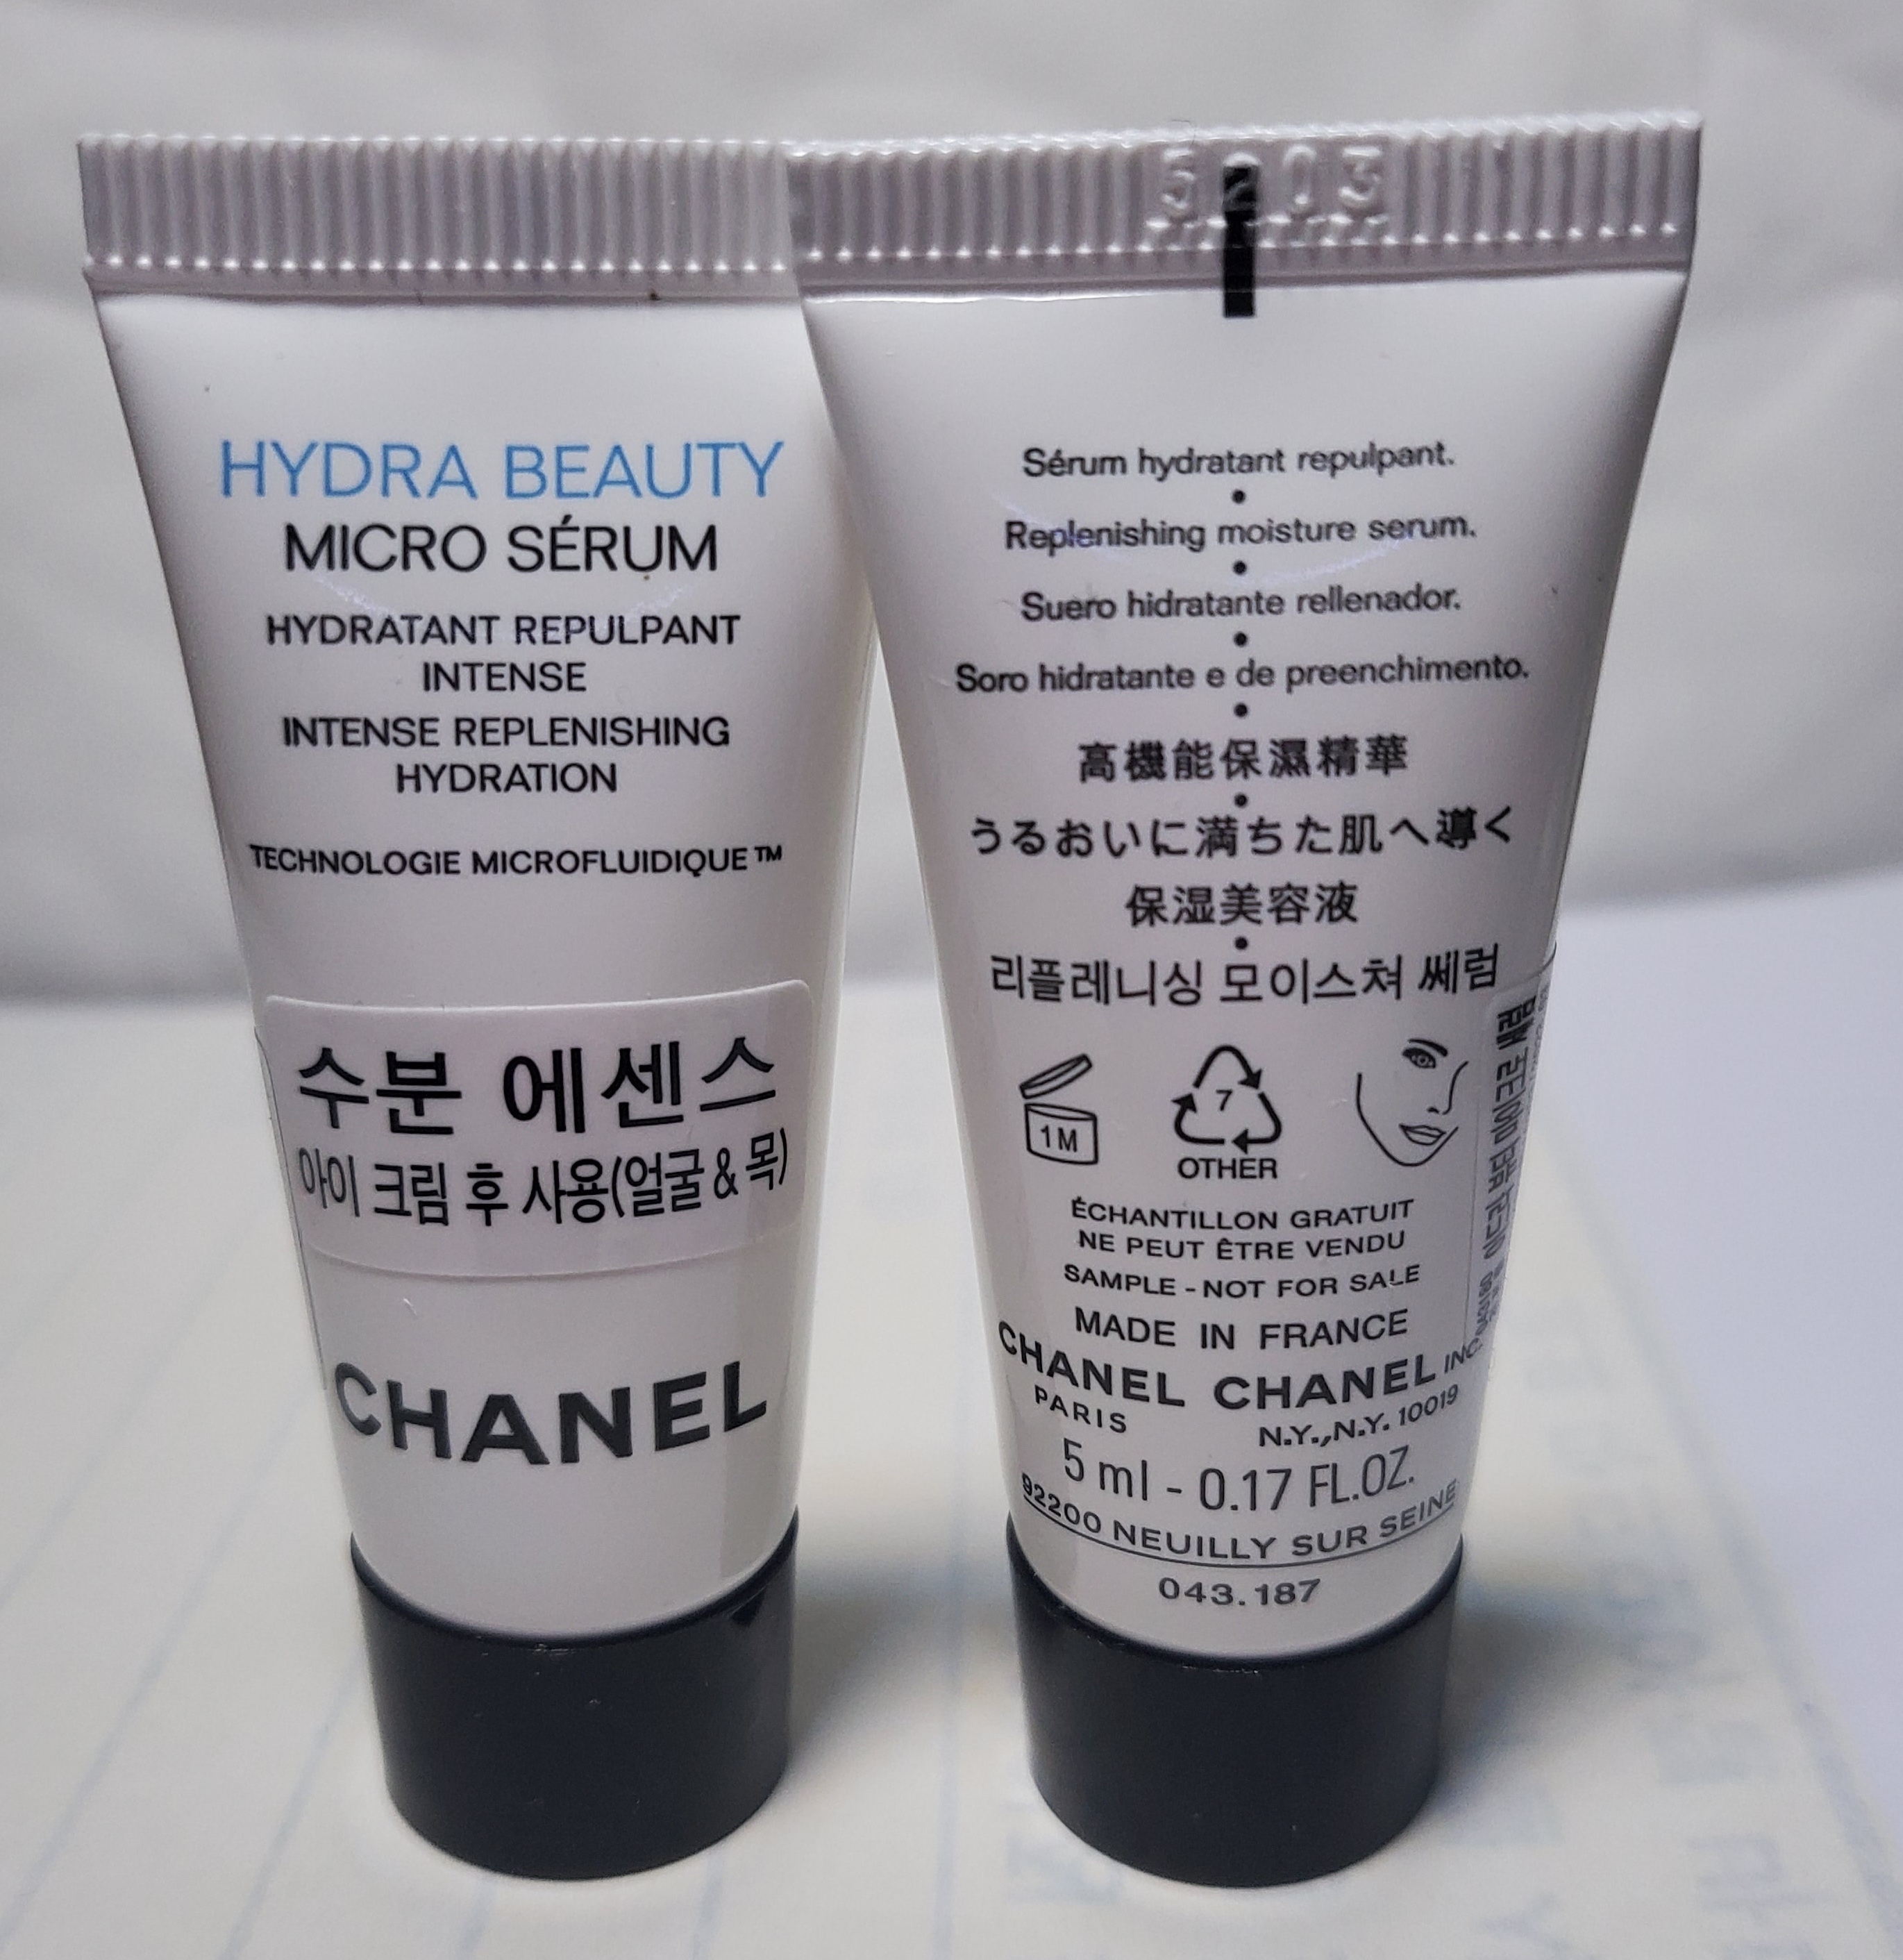 HYDRA BEAUTY
MICRO SÉRUM
HYDRATANT REPULPANT
INTENSE
INTENSE REPLENISHING
HYDRATION
TECHNOLOGIE MICROFLUIDIQUE™
수분 에센스
아이 크림 후 사용(얼굴 & 목)
CHANEL
5203
Sérum hydratant repulpant.
•
Replenishing moisture serum.
•
Suero hidratante rellenador.
•
Soro hidratante e de preenchimento.
•
高機能保濕精華
•
うるおいに満ちた肌へ導く
保湿美容液
•
리플레니싱 모이스쳐 쎄럼
1M
7
OTHER
ÉCHANTILLON GRATUIT
NE PEUT ÊTRE VENDU
SAMPLE - NOT FOR SALE
MADE IN FRANCE
CHANEL CHANEL INC.
PARIS N.Y.,N.Y. 10019
5 ml - 0.17 FL.OZ.
92200 NEUILLY SUR SEINE
043.187